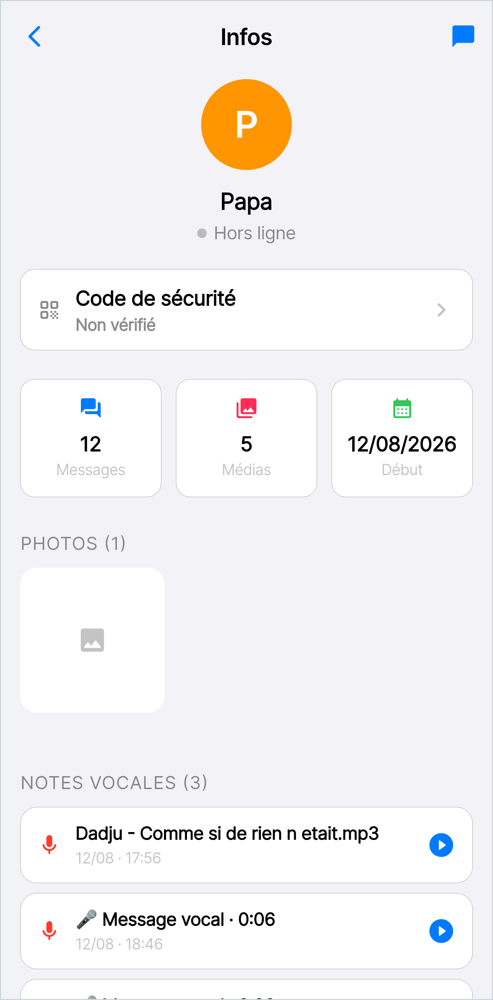 Infos
P
Papa
Hors ligne
Code de sécurité
Non vérifié
12
Messages
5
Médias
12/08/2026
Début
PHOTOS (1)
NOTES VOCALES (3)
Dadju - Comme si de rien n etait.mp3
12/08 · 17:56
🎤 Message vocal · 0:06
12/08 · 18:46